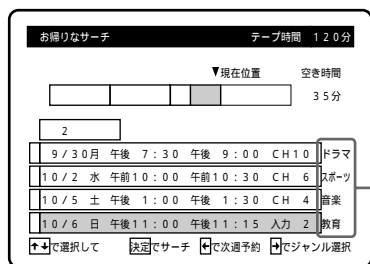 お帰りなサーチ テープ時間 120分
▼現在位置 空き時間
35分
2
9/30月 午後 7:30 午後 9:00 CH10 ドラマ
10/2 水 午前10:00 午前10:30 CH 6 スポーツ
10/5 土 午後 1:00 午後 1:30 CH 4 音楽
10/6 日 午後11:00 午後11:15 入力 2 教育
↑↓で選択して 決定でサーチ ←で次週予約 →でジャンル選択